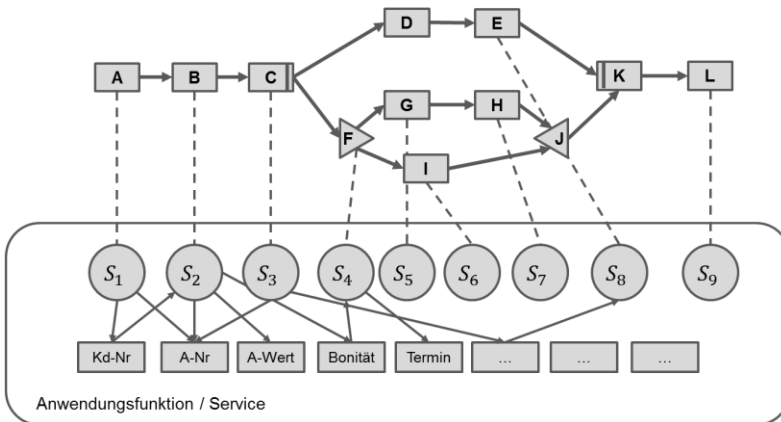 D E
A B C K L
G H
F J
I
S₁ S₂ S₃ S₄ S₅ S₆ S₇ S₈ S₉
Kd-Nr A-Nr A-Wert Bonität Termin ... ... ...
Anwendungsfunktion / Service